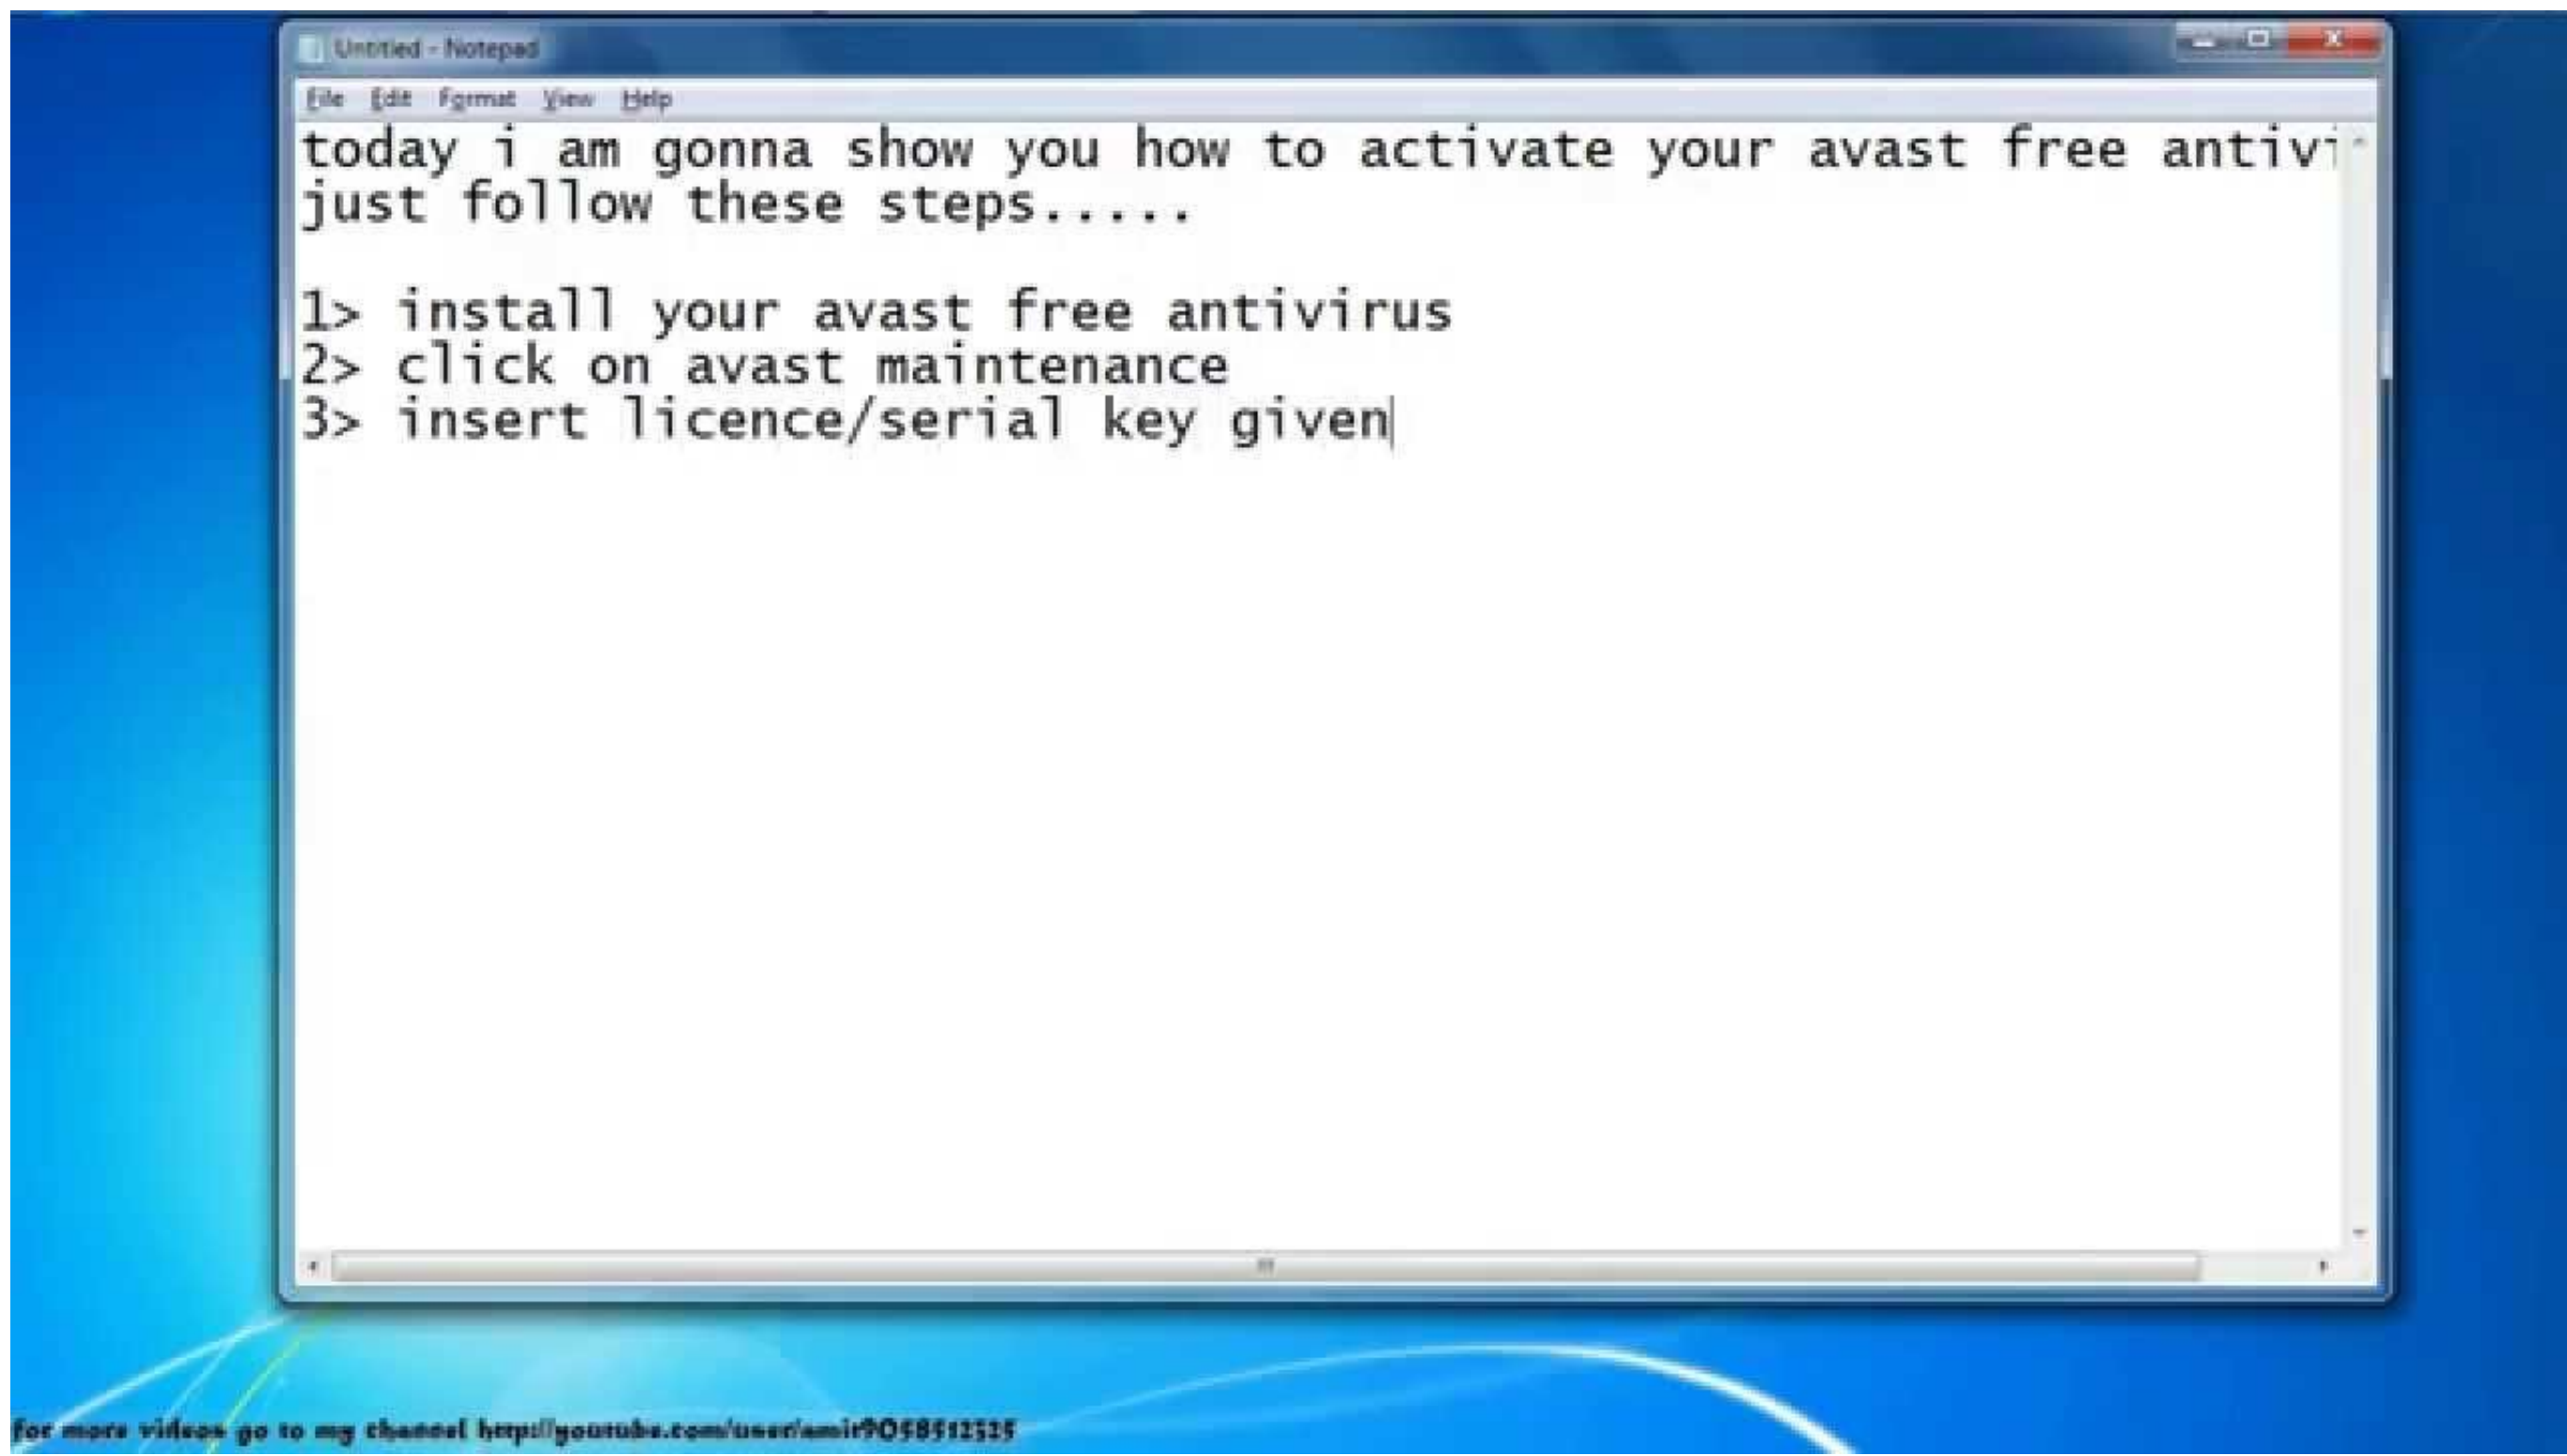 Untitled - Notepad
File Edit Format View Help
today i am gonna show you how to activate your avast free antivi
just follow these steps.....
1> install your avast free antivirus
2> click on avast maintenance
3> insert licence/serial key given
for more videos go to my channel http://youtube.com/user/amir9058512525